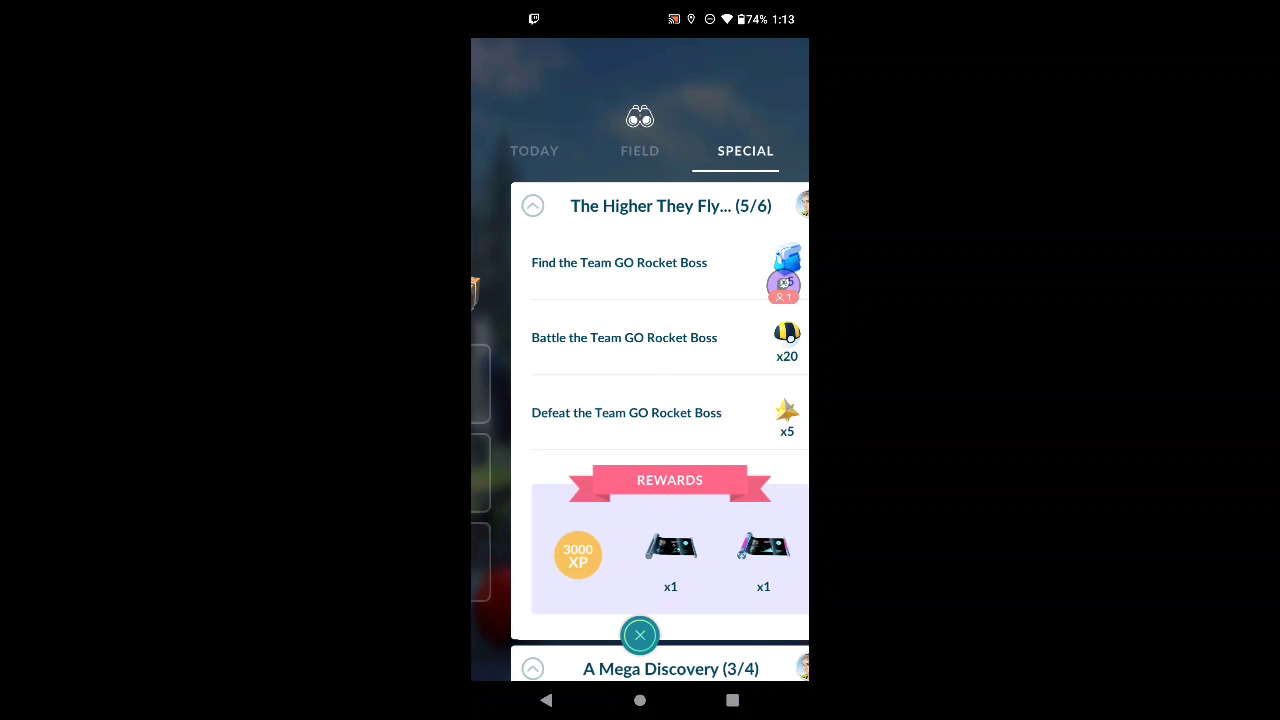 74% 1:13
TODAY FIELD SPECIAL
The Higher They Fly... (5/6)
Find the Team GO Rocket Boss
1
Battle the Team GO Rocket Boss
x20
Defeat the Team GO Rocket Boss
x5
REWARDS
3000
XP
x1 x1
A Mega Discovery (3/4)